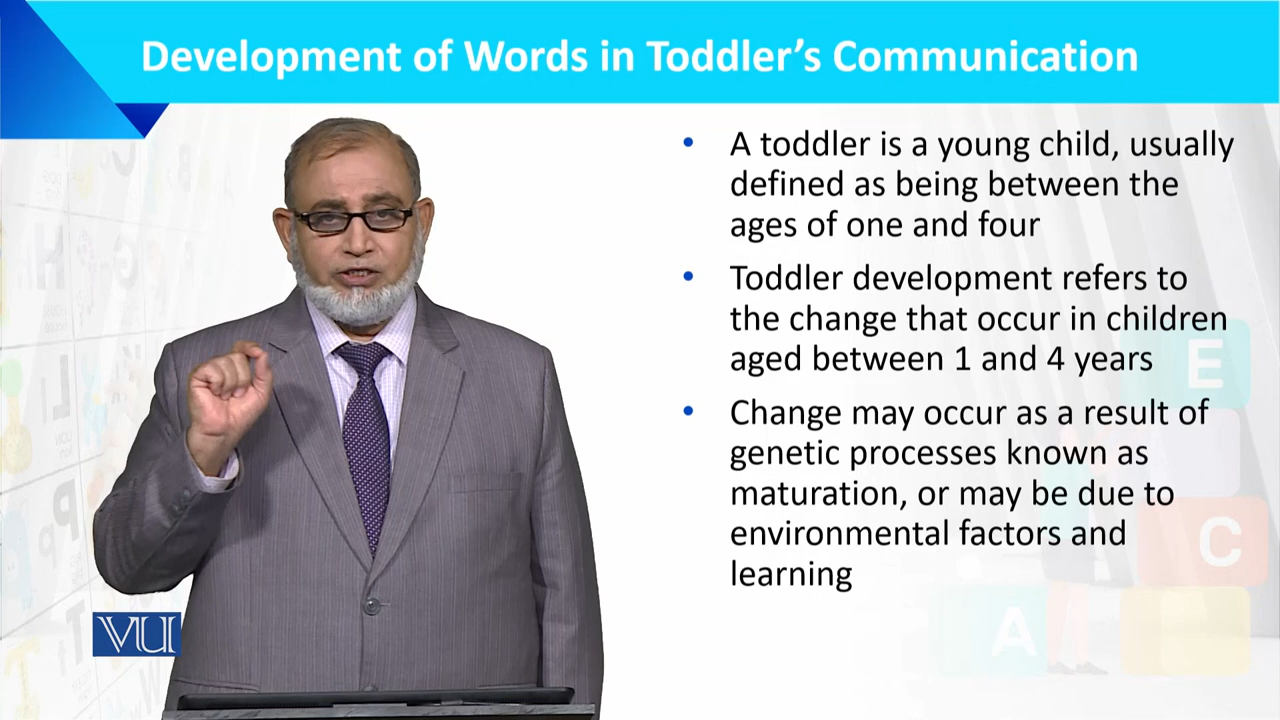 Development of Words in Toddler's Communication
• A toddler is a young child, usually
defined as being between the
ages of one and four
• Toddler development refers to
the change that occur in children
aged between 1 and 4 years
• Change may occur as a result of
genetic processes known as
maturation, or may be due to
environmental factors and
learning
E
C
A
VU